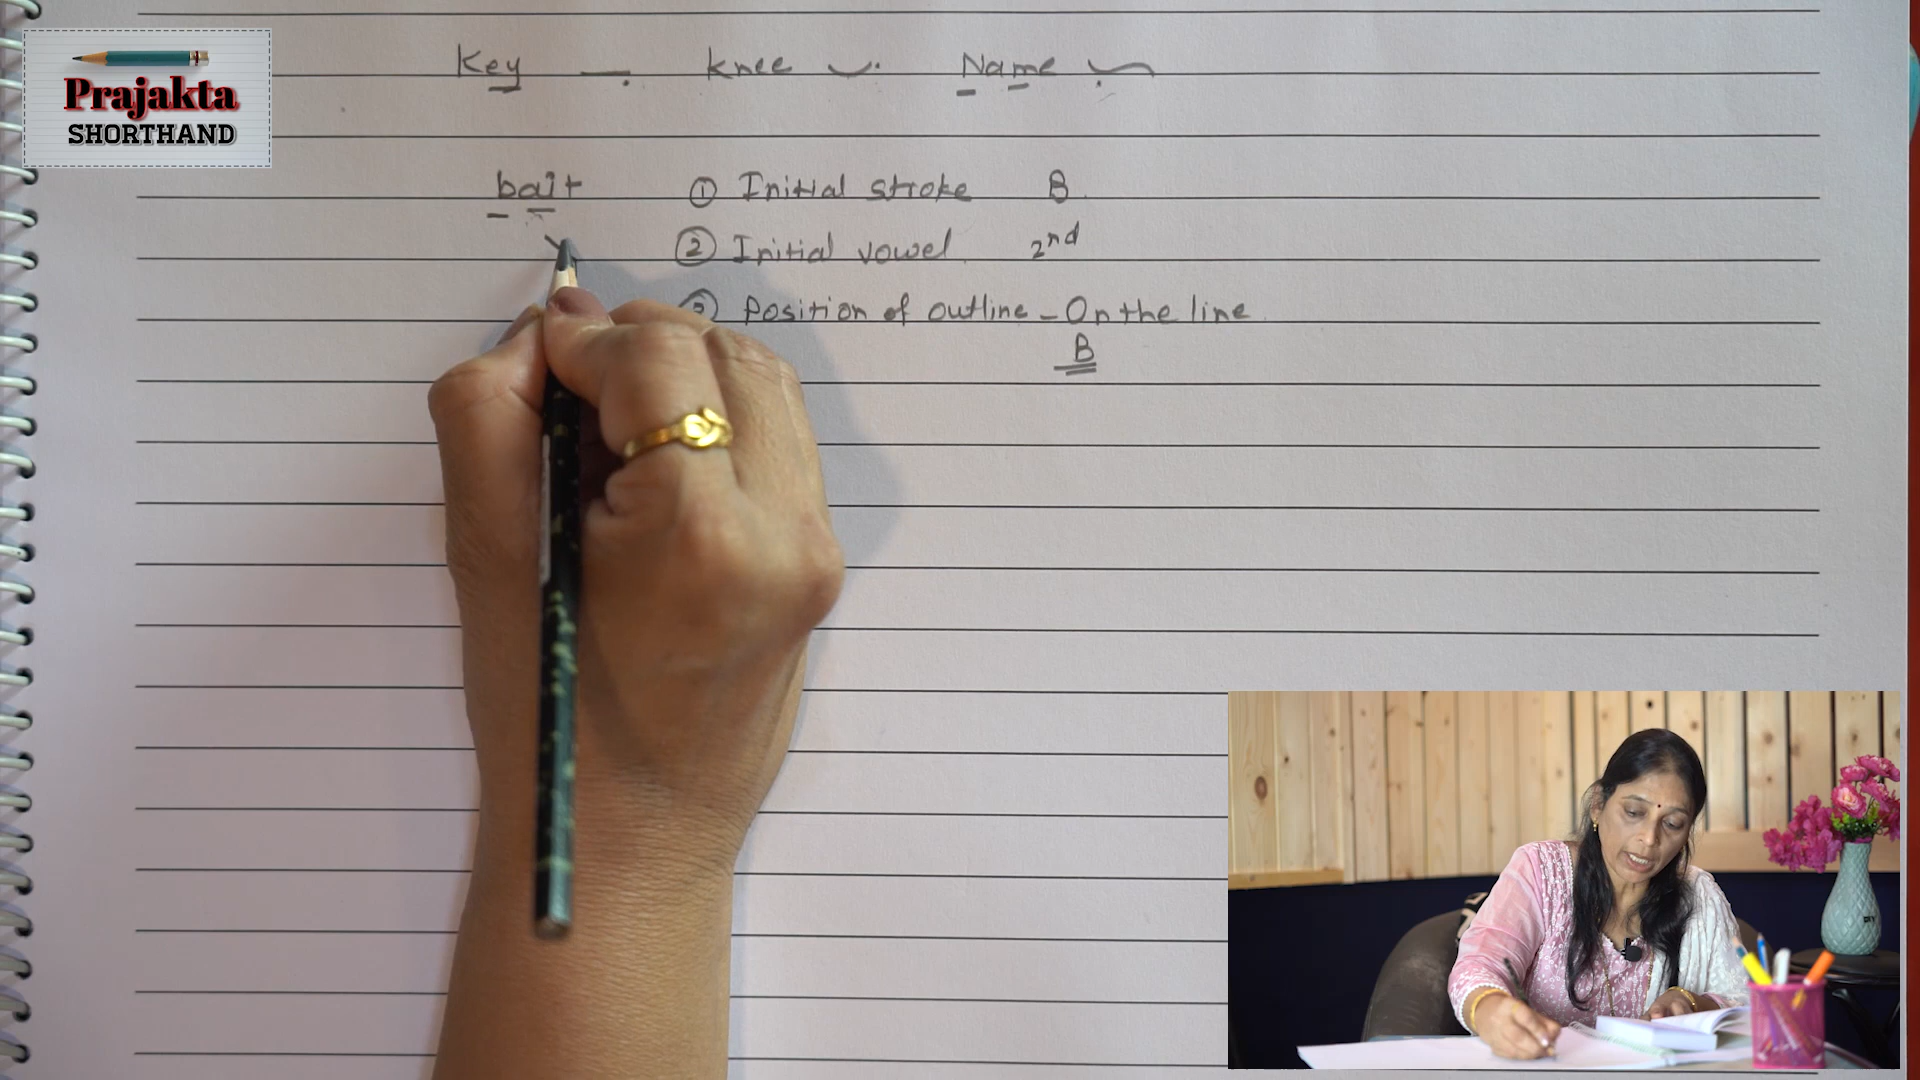 Prajakta
SHORTHAND
Key knee Name
bait ① Initial stroke B
② Initial vowel 2nd
Position of outline - On the line
B